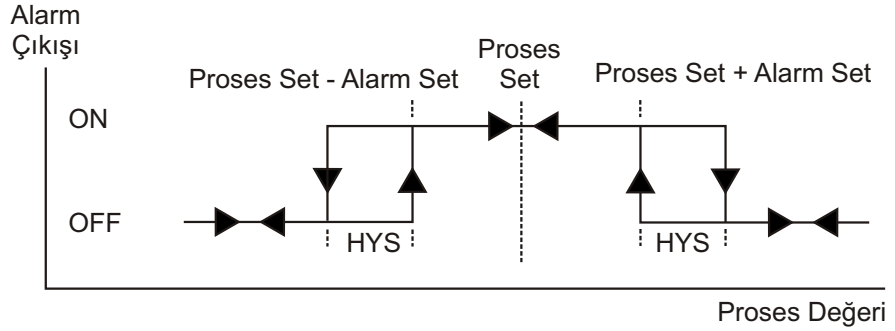 Alarm
Çıkışı
Proses
Set
Proses Set - Alarm Set
Proses Set + Alarm Set
ON
OFF
HYS
HYS
Proses Değeri